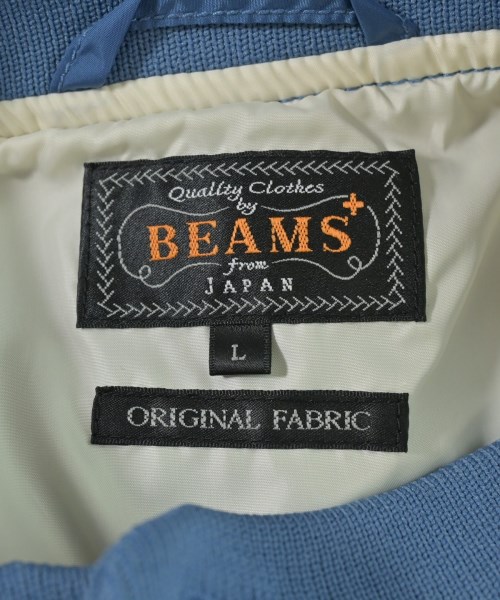 Quality Clothes
by
BEAMS+
from
JAPAN
L
ORIGINAL FABRIC